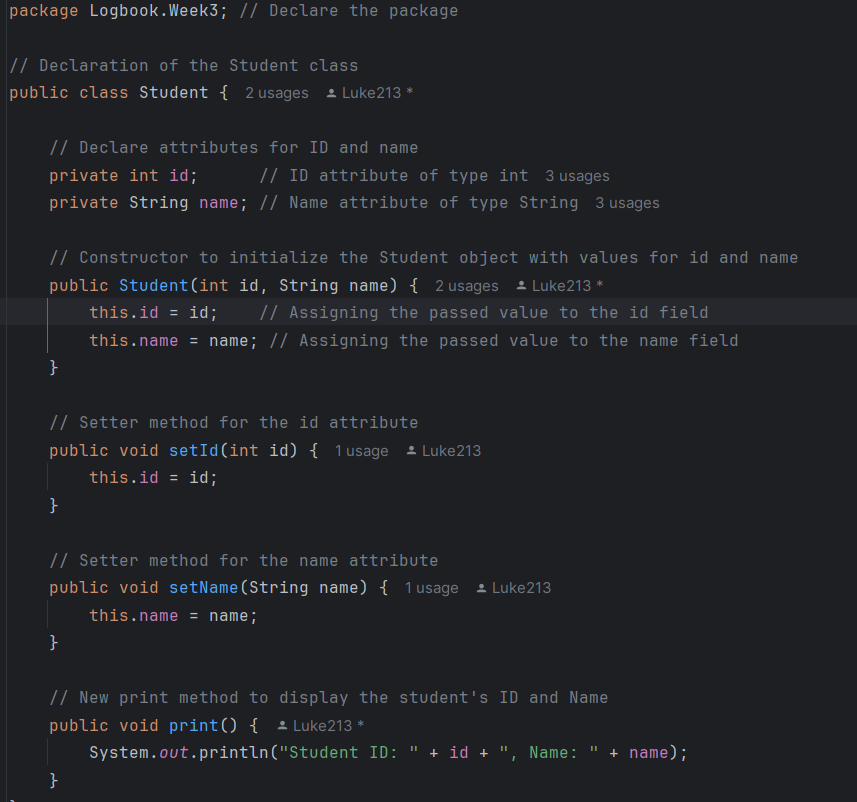 package Logbook.Week3; // Declare the package
// Declaration of the Student class
public class Student { 2 usages Luke213 *
// Declare attributes for ID and name
private int id; // ID attribute of type int 3 usages
private String name; // Name attribute of type String 3 usages
// Constructor to initialize the Student object with values for id and name
public Student(int id, String name) { 2 usages Luke213 *
this.id = id; // Assigning the passed value to the id field
this.name = name; // Assigning the passed value to the name field
}
// Setter method for the id attribute
public void setId(int id) { 1 usage Luke213
this.id = id;
}
// Setter method for the name attribute
public void setName(String name) { 1 usage Luke213
this.name = name;
}
// New print method to display the student's ID and Name
public void print() { Luke213 *
System.out.println("Student ID: " + id + ", Name: " + name);
}